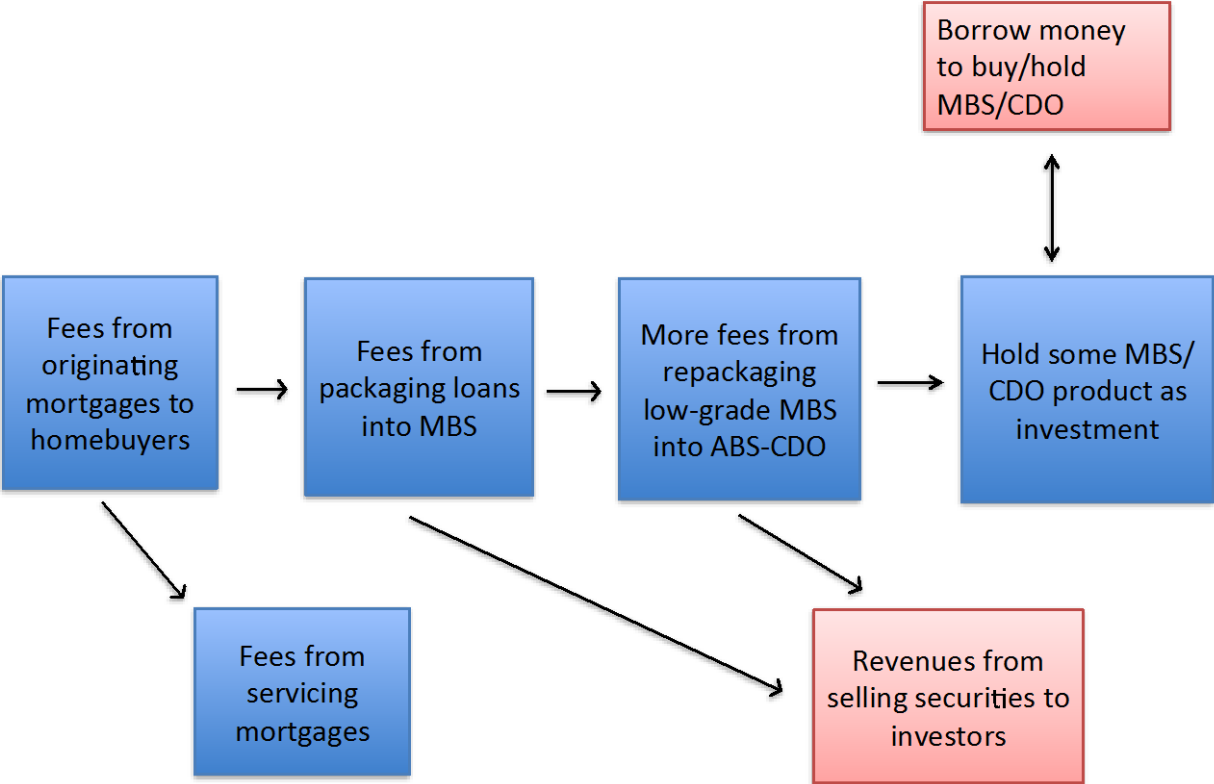 Borrow money
to buy/hold
MBS/CDO
Fees from
originating
mortgages to
homebuyers
Fees from
packaging loans
into MBS
More fees from
repackaging
low-grade MBS
into ABS-CDO
Hold some MBS/
CDO product as
investment
Fees from
servicing
mortgages
Revenues from
selling securities to
investors